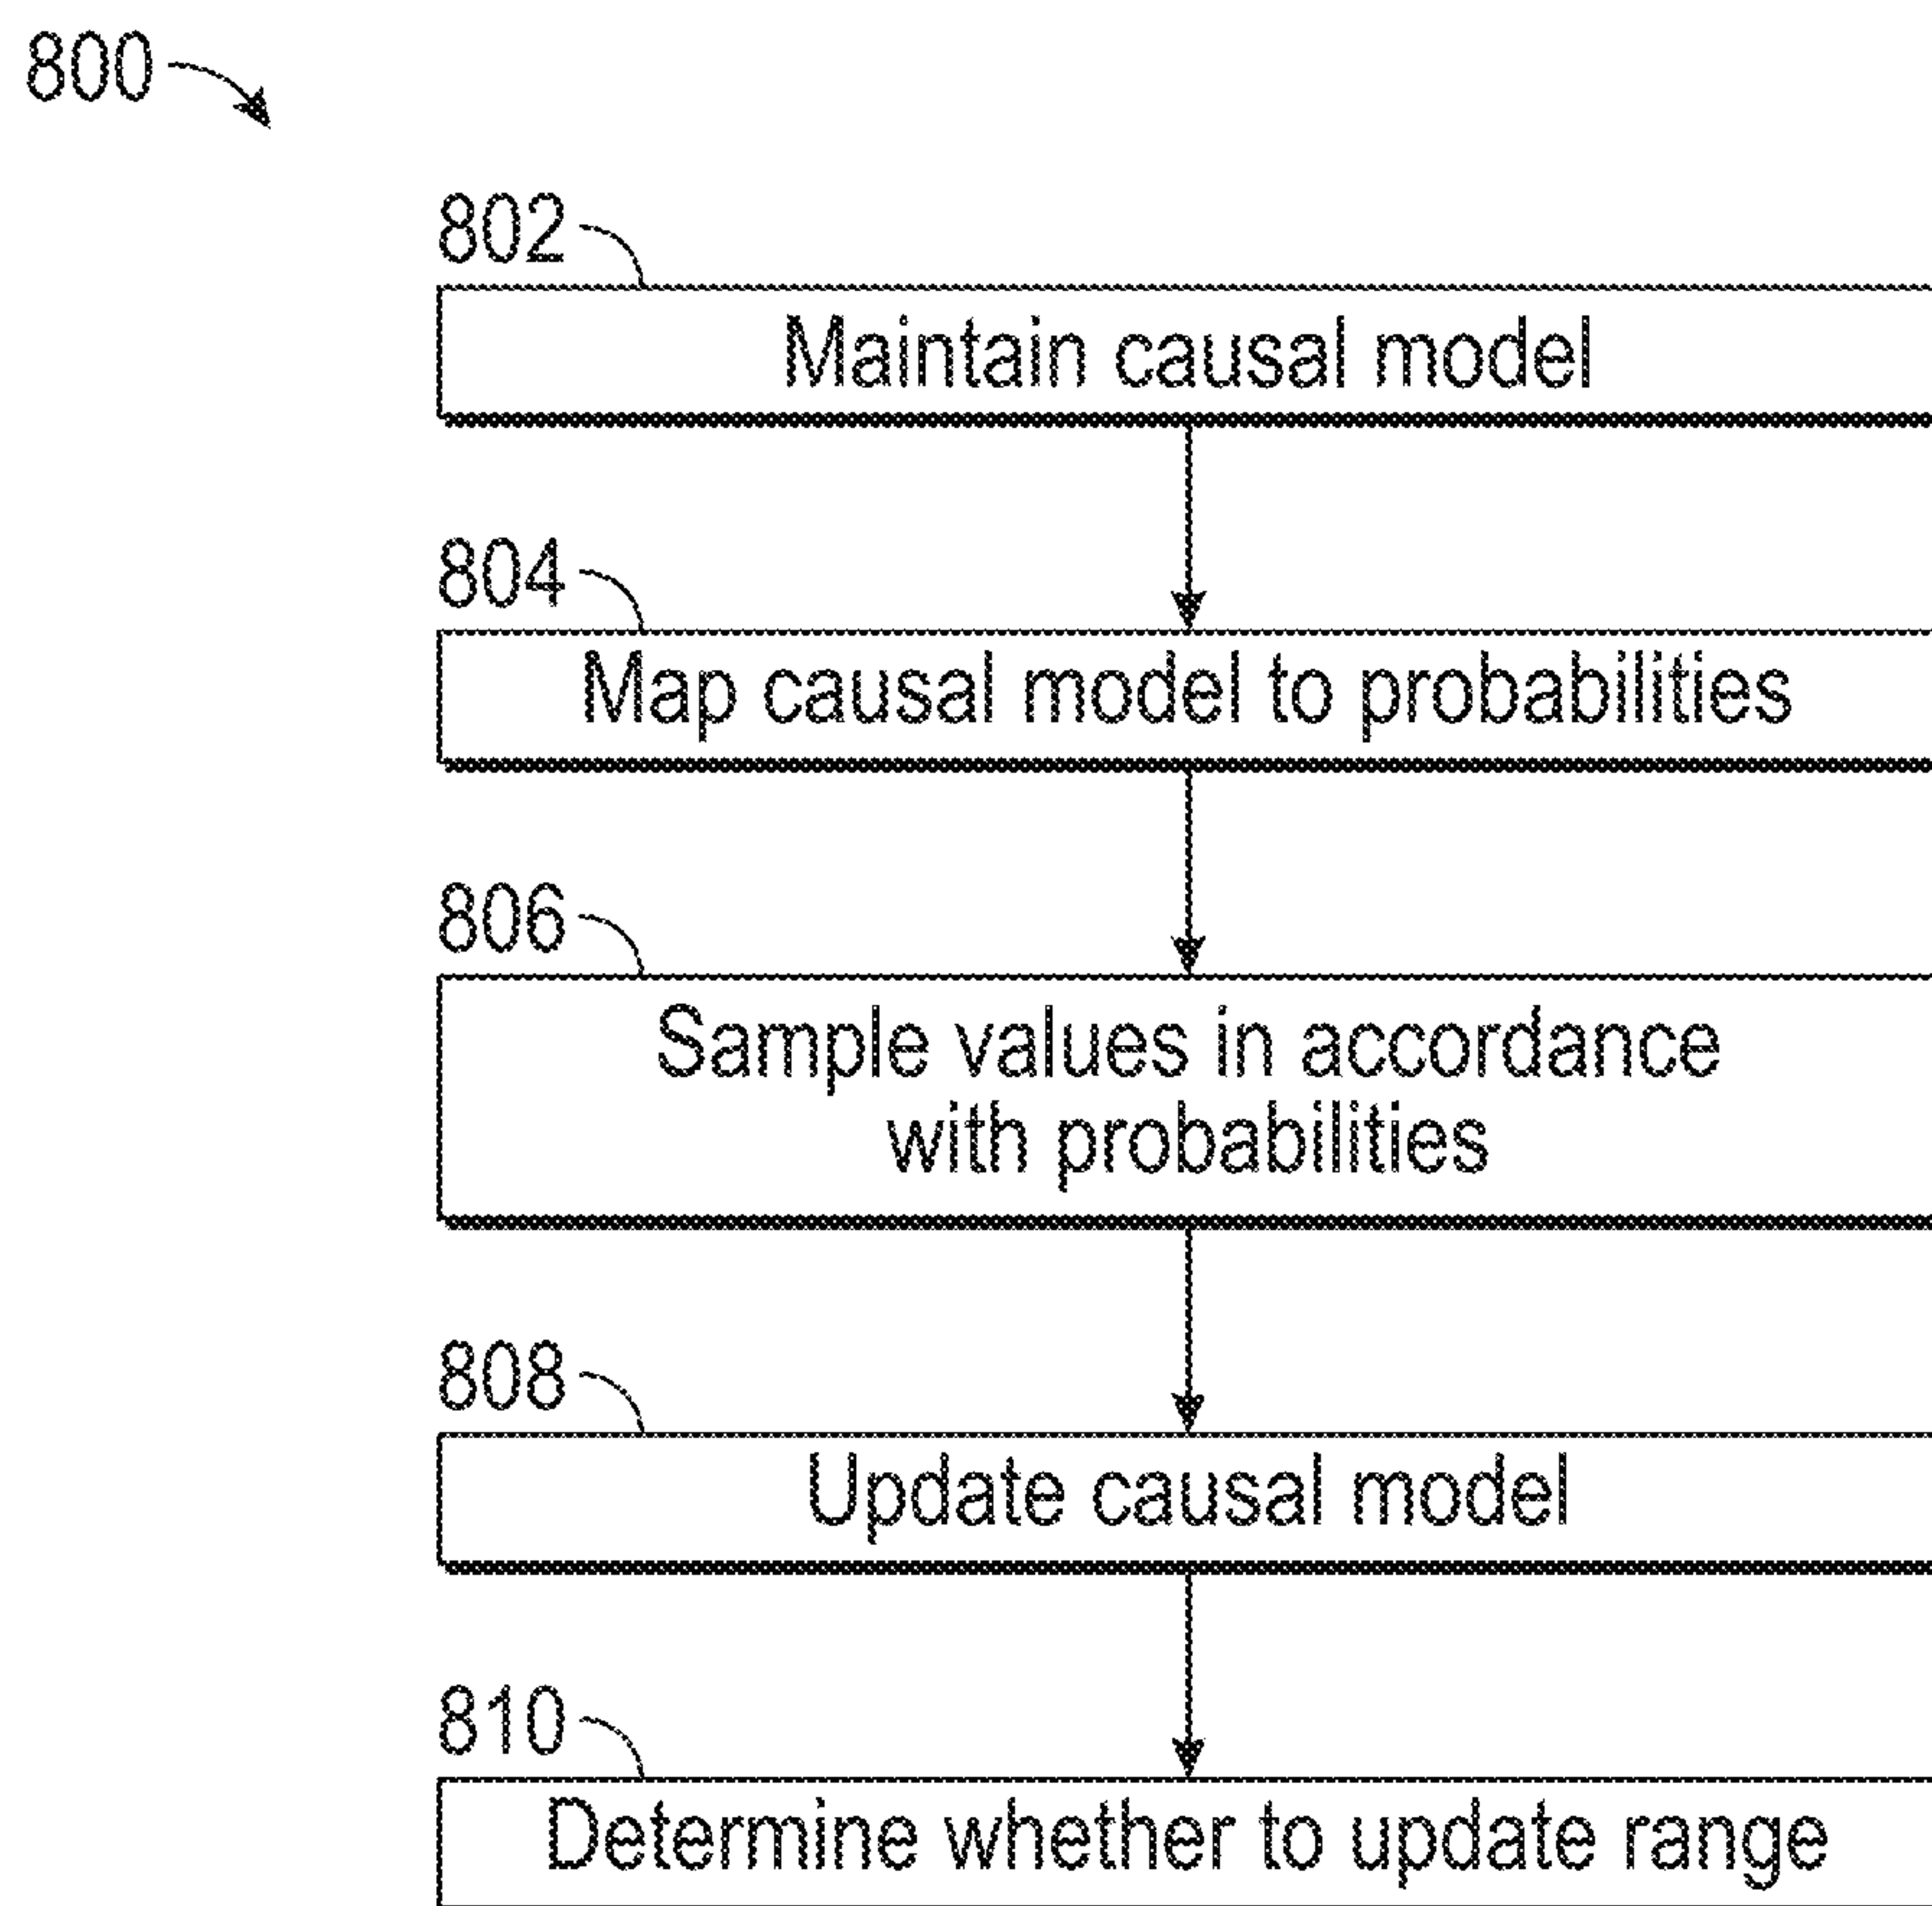 800
802
Maintain causal model
804
Map causal model to probabilities
806
Sample values in accordance
with probabilities
808
Update causal model
810
Determine whether to update range